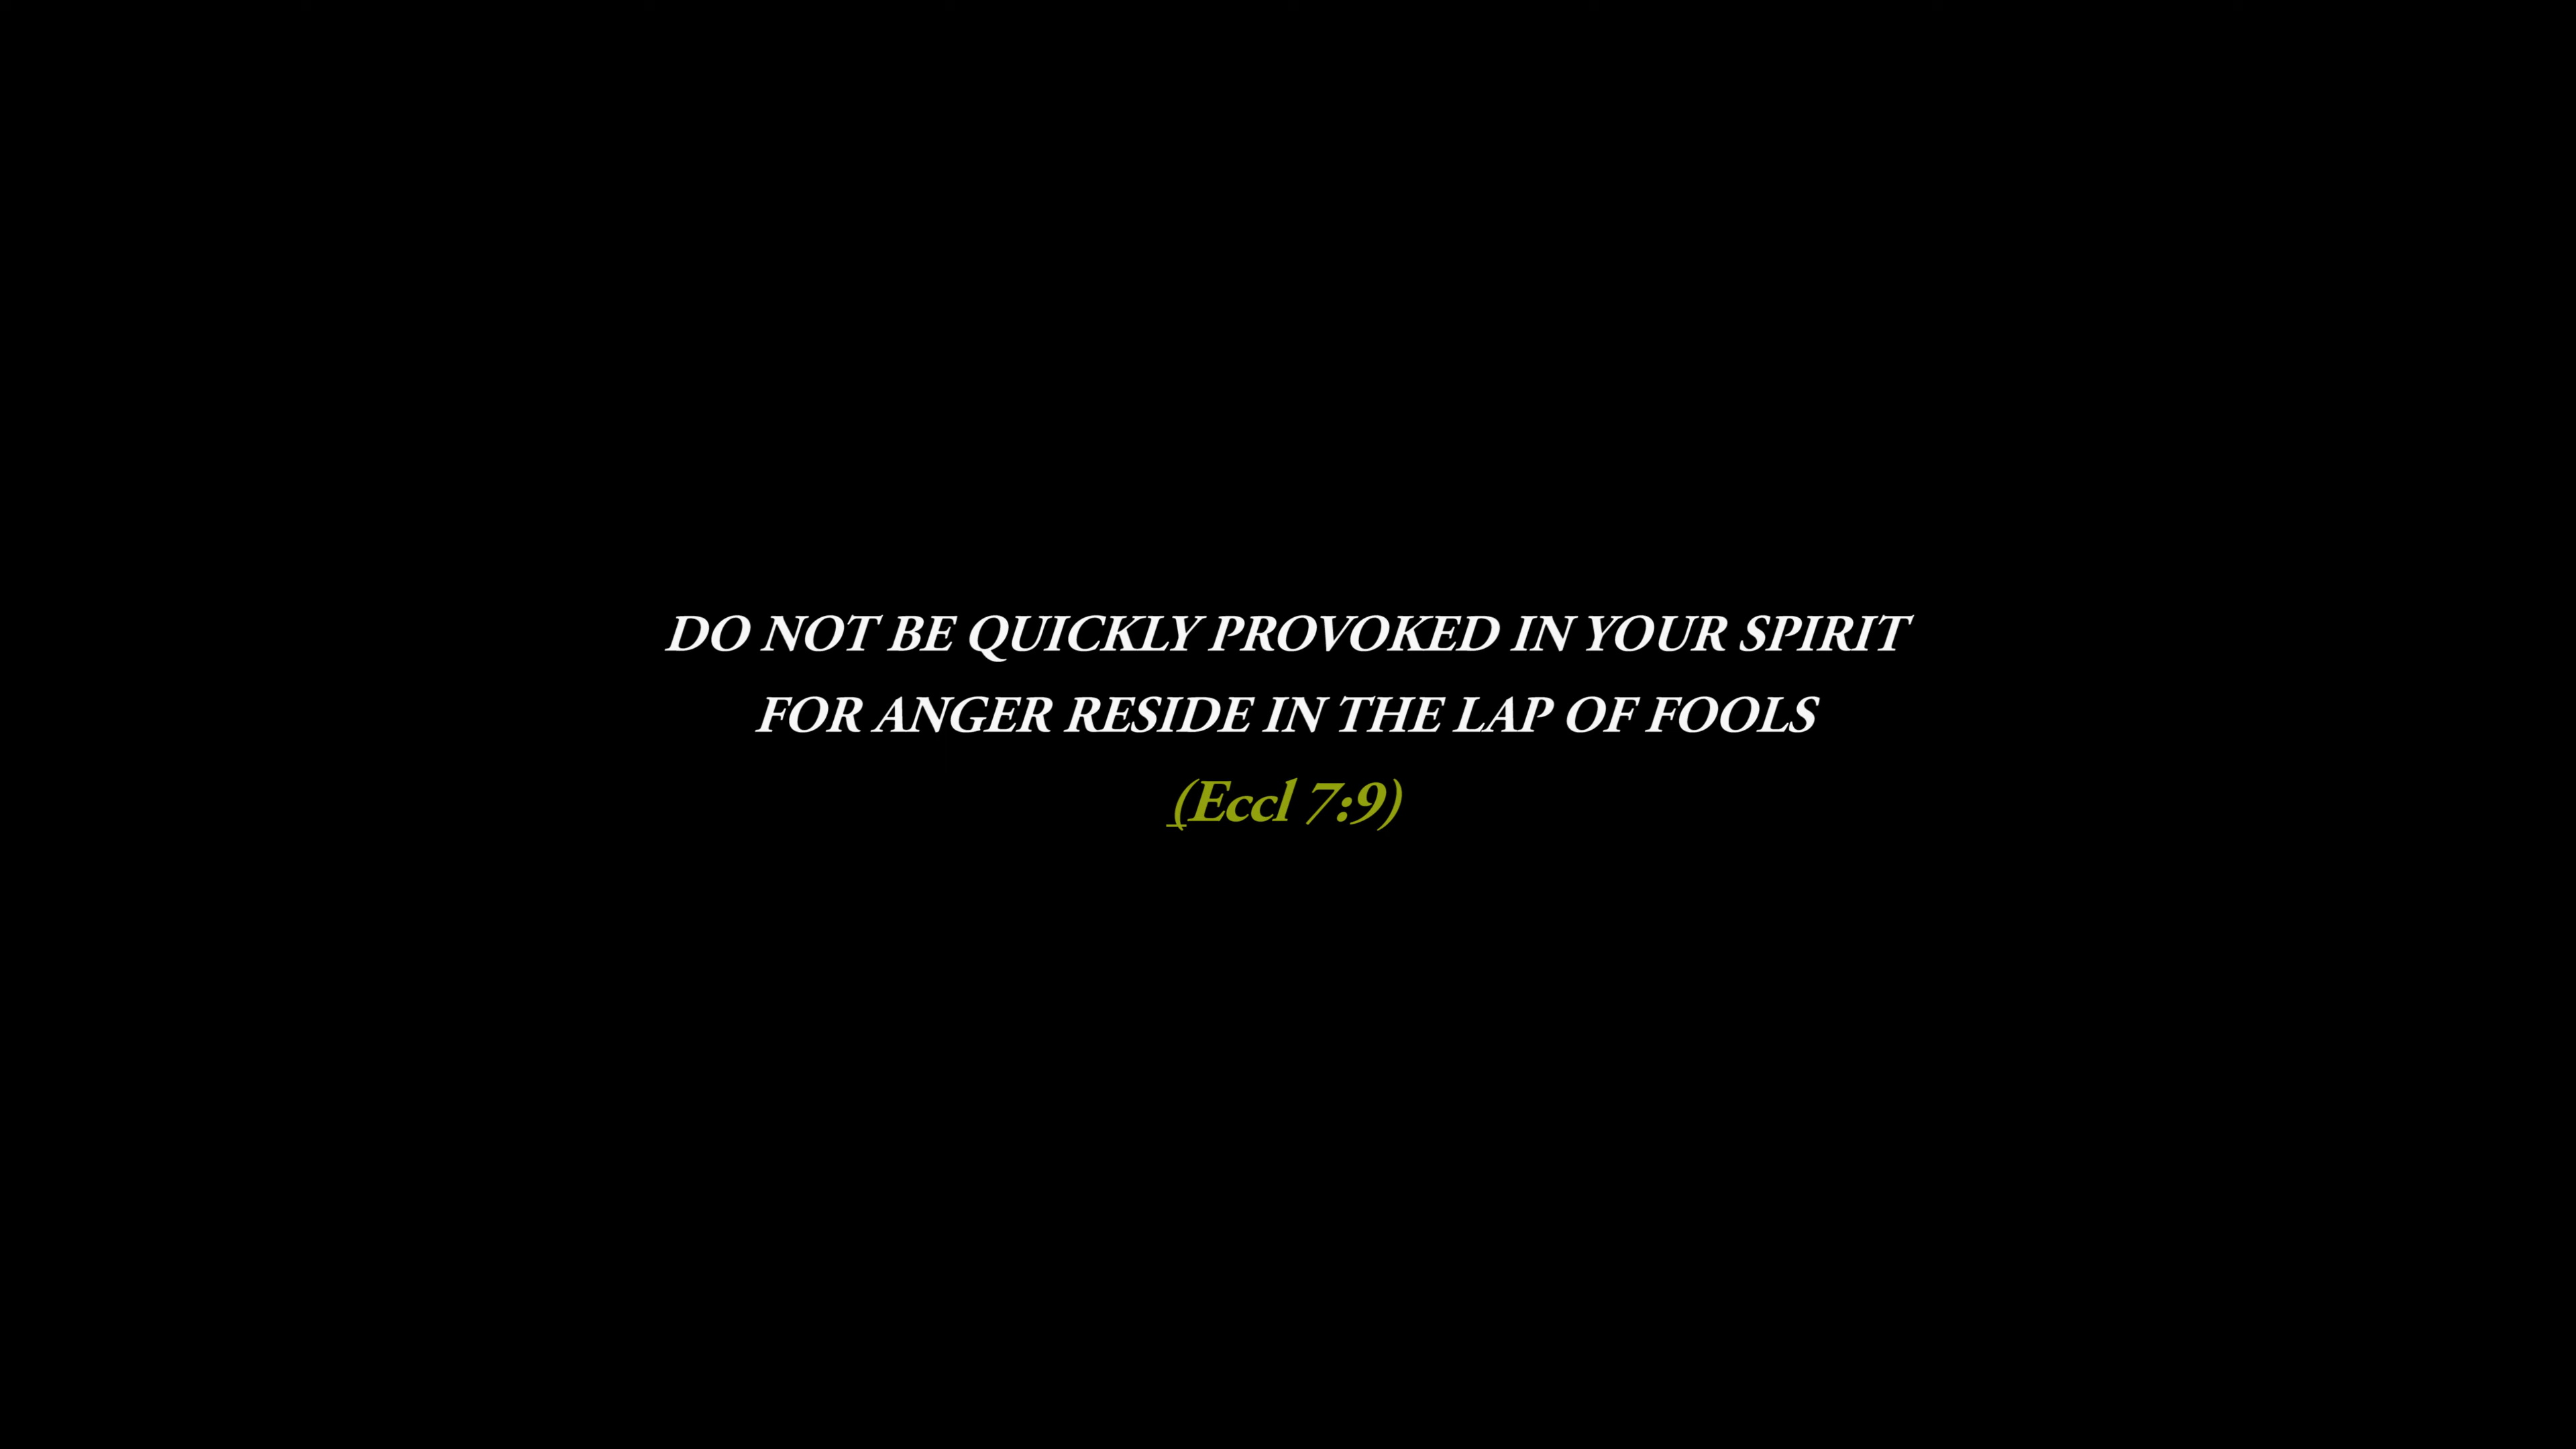 DO NOT BE QUICKLY PROVOKED IN YOUR SPIRIT
FOR ANGER RESIDE IN THE LAP OF FOOLS
(Eccl 7:9)